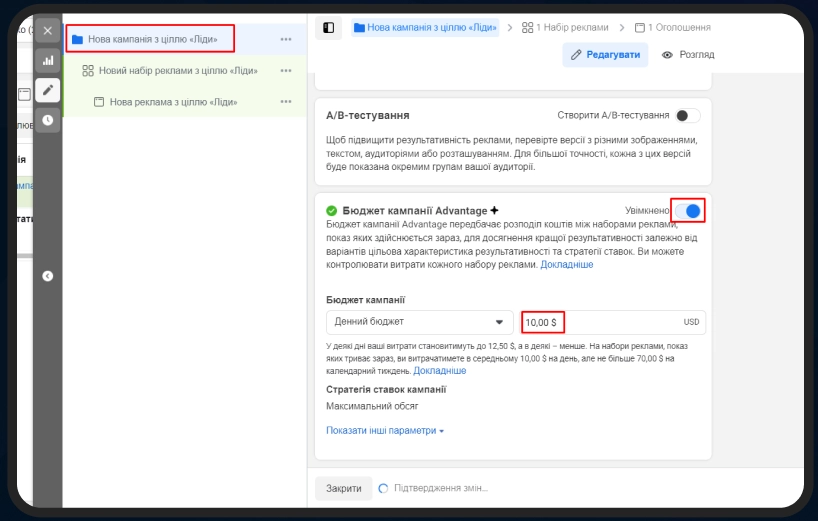 Нова кампанія з ціллю «Ліди»
Новий набір реклами з ціллю «Ліди»
Нова реклама з ціллю «Ліди»
Нова кампанія з ціллю «Ліди» > 1 Набір реклами > 1 Оголошення
Редагувати Розгляд
A/B-тестування Створити A/B-тестування
Щоб підвищити результативність реклами, перевірте версії з різними зображеннями,
текстом, аудиторіями або розташуванням. Для більшої точності, кожна з цих версій
буде показана окремим групам вашої аудиторії.
Бюджет кампанії Advantage+ Увімкнено
Бюджет кампанії Advantage передбачає розподіл коштів між наборами реклами,
показ яких здійснюється зараз, для досягнення кращої результативності залежно від
варіантів цільова характеристика результативності та стратегії ставок. Ви можете
контролювати витрати кожного набору реклами. Докладніше
Бюджет кампанії
Денний бюджет 10,00 $ USD
У деякі дні ваші витрати становитимуть до 12,50 $, а в деякі – менше. На набори реклами, показ
яких триває зараз, ви витрачатимете в середньому 10,00 $ на день, але не більше 70,00 $ на
календарний тиждень. Докладніше
Стратегія ставок кампанії
Максимальний обсяг
Показати інші параметри
Закрити Підтвердження змін...